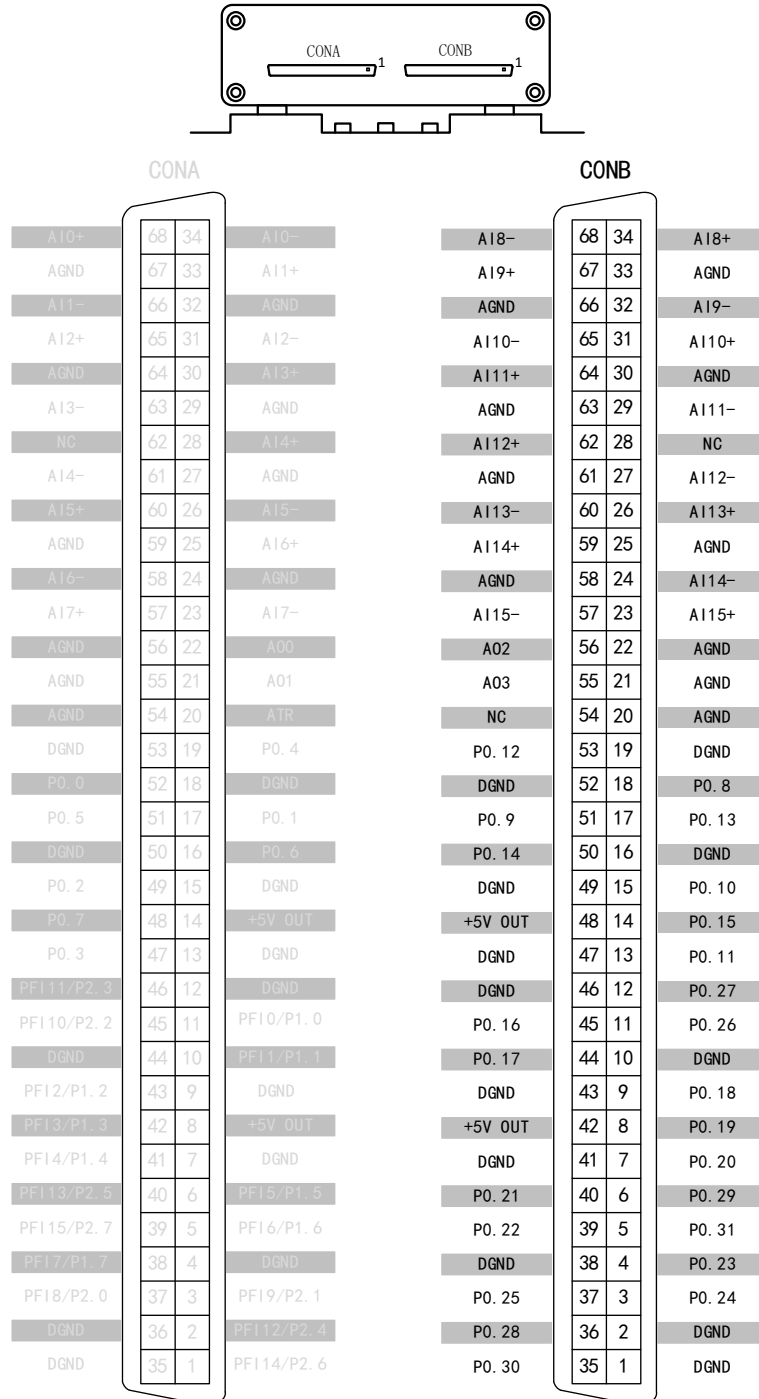 CONA 1 CONB 1
CONA CONB
AI0+ 68 34 AI0- AI8- 68 34 AI8+
AGND 67 33 AI1+ AI9+ 67 33 AGND
AI1- 66 32 AGND AGND 66 32 AI9-
AI2+ 65 31 AI2- AI10- 65 31 AI10+
AGND 64 30 AI3+ AI11+ 64 30 AGND
AI3- 63 29 AGND AGND 63 29 AI11-
NC 62 28 AI4+ AI12+ 62 28 NC
AI4- 61 27 AGND AGND 61 27 AI12-
AI5+ 60 26 AI5- AI13- 60 26 AI13+
AGND 59 25 AI6+ AI14+ 59 25 AGND
AI6- 58 24 AGND AGND 58 24 AI14-
AI7+ 57 23 AI7- AI15- 57 23 AI15+
AGND 56 22 AO0 AO2 56 22 AGND
AGND 55 21 AO1 AO3 55 21 AGND
AGND 54 20 ATR NC 54 20 AGND
DGND 53 19 P0.4 P0.12 53 19 DGND
P0.0 52 18 DGND DGND 52 18 P0.8
P0.5 51 17 P0.1 P0.9 51 17 P0.13
DGND 50 16 P0.6 P0.14 50 16 DGND
P0.2 49 15 DGND DGND 49 15 P0.10
P0.7 48 14 +5V OUT +5V OUT 48 14 P0.15
P0.3 47 13 DGND DGND 47 13 P0.11
PFI11/P2.3 46 12 DGND DGND 46 12 P0.27
PFI10/P2.2 45 11 PFI0/P1.0 P0.16 45 11 P0.26
DGND 44 10 PFI1/P1.1 P0.17 44 10 DGND
PFI2/P1.2 43 9 DGND DGND 43 9 P0.18
PFI3/P1.3 42 8 +5V OUT +5V OUT 42 8 P0.19
PFI4/P1.4 41 7 DGND DGND 41 7 P0.20
PFI13/P2.5 40 6 PFI5/P1.5 P0.21 40 6 P0.29
PFI15/P2.7 39 5 PFI6/P1.6 P0.22 39 5 P0.31
PFI7/P1.7 38 4 DGND DGND 38 4 P0.23
PFI8/P2.0 37 3 PFI9/P2.1 P0.25 37 3 P0.24
DGND 36 2 PFI12/P2.4 P0.28 36 2 DGND
DGND 35 1 PFI14/P2.6 P0.30 35 1 DGND